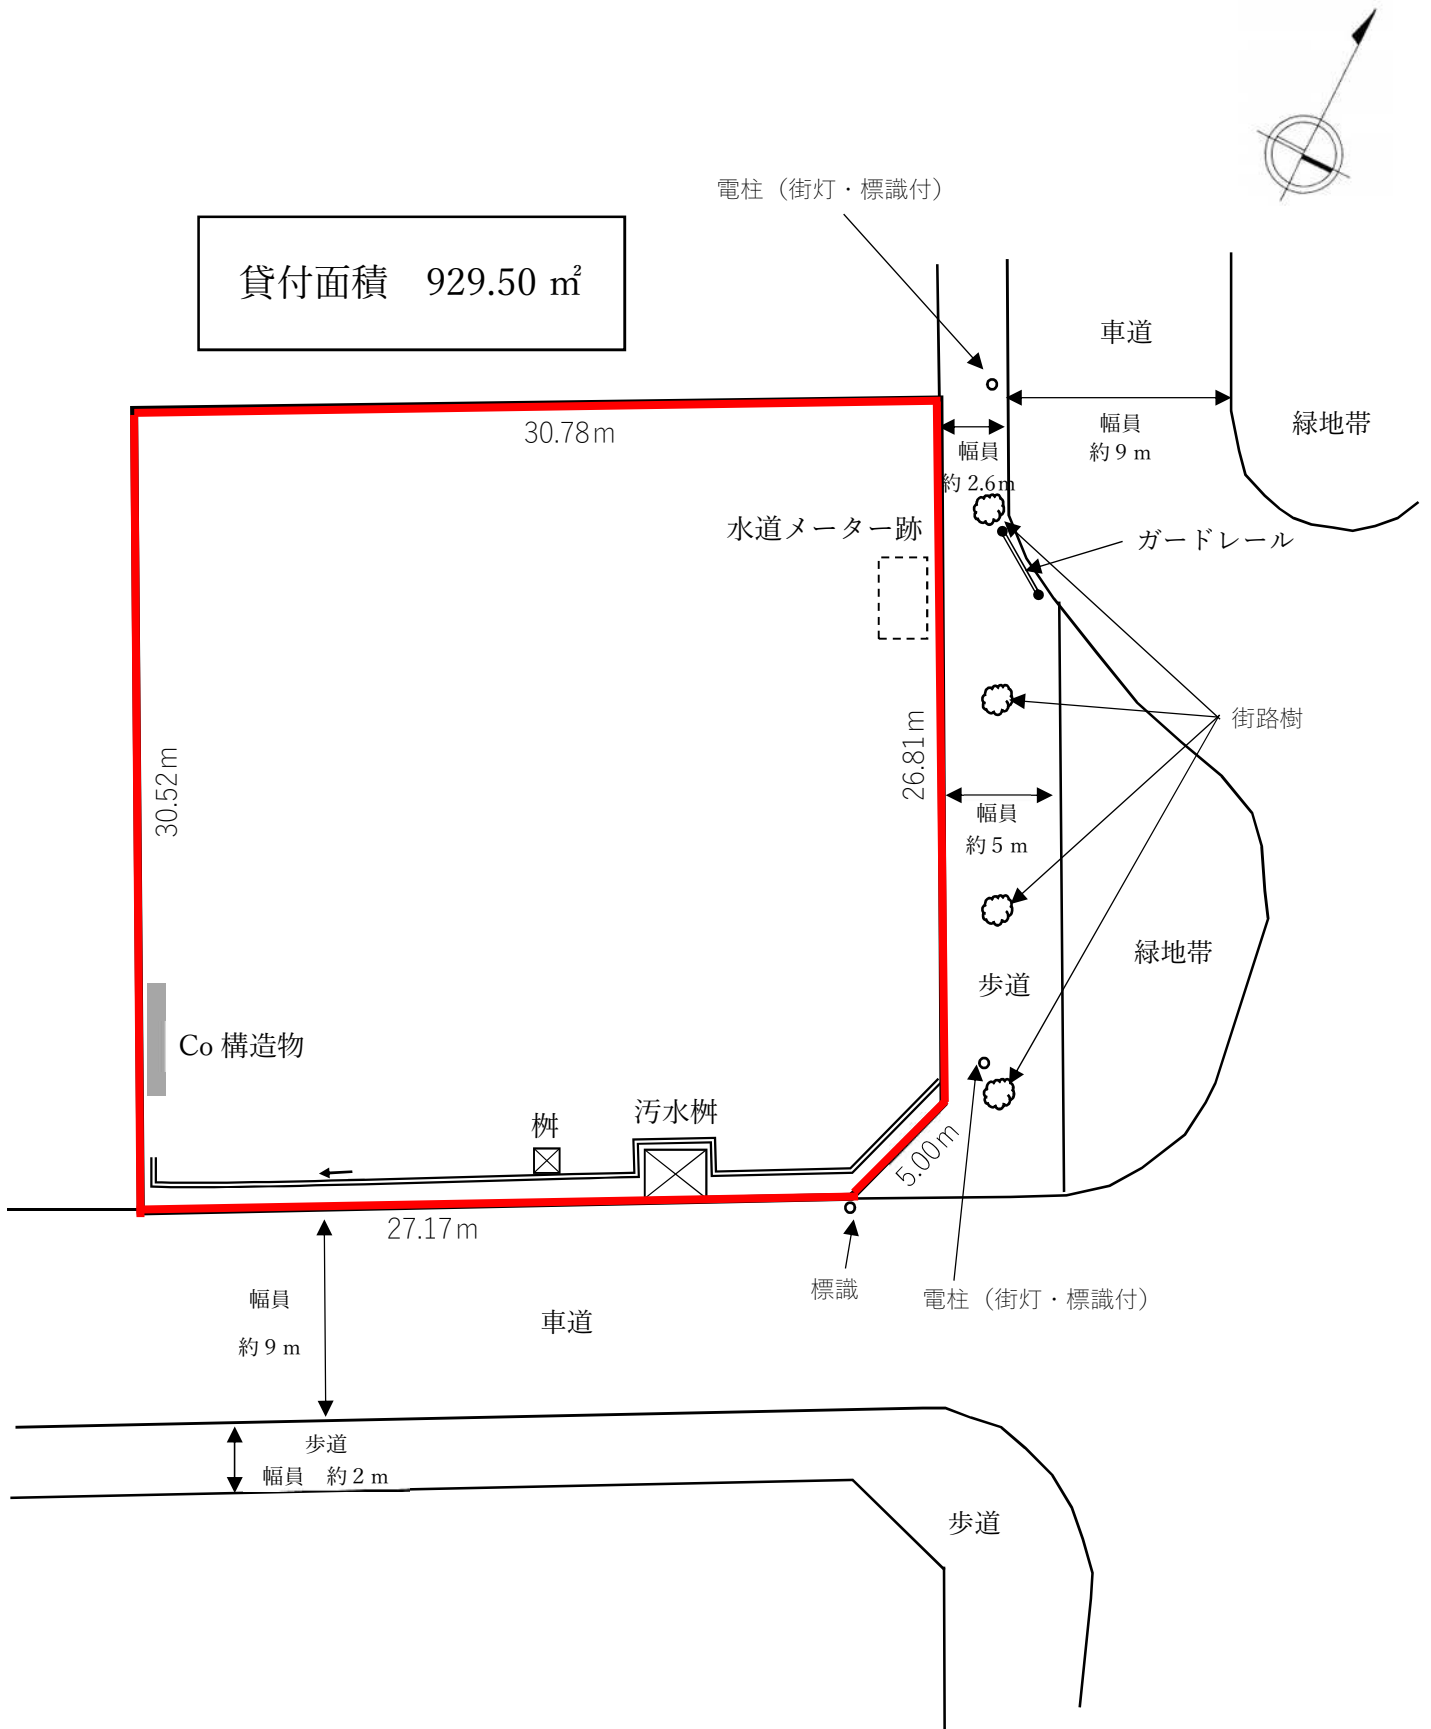 電柱（街灯・標識付）
貸付面積　929.50 ㎡
車道
幅員
約９ｍ
緑地帯
30.78ｍ
幅員
約 2.6ｍ
水道メーター跡
ガードレール
街路樹
30.52ｍ
26.81ｍ
幅員
約５ｍ
緑地帯
歩道
Co 構造物
桝
汚水桝
5.00ｍ
27.17ｍ
標識
電柱（街灯・標識付）
幅員
約９ｍ
車道
歩道
幅員　約２ｍ
歩道